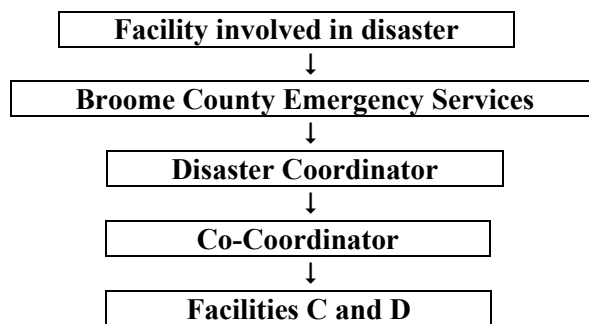 Facility involved in disaster
↓
Broome County Emergency Services
↓
Disaster Coordinator
↓
Co-Coordinator
↓
Facilities C and D